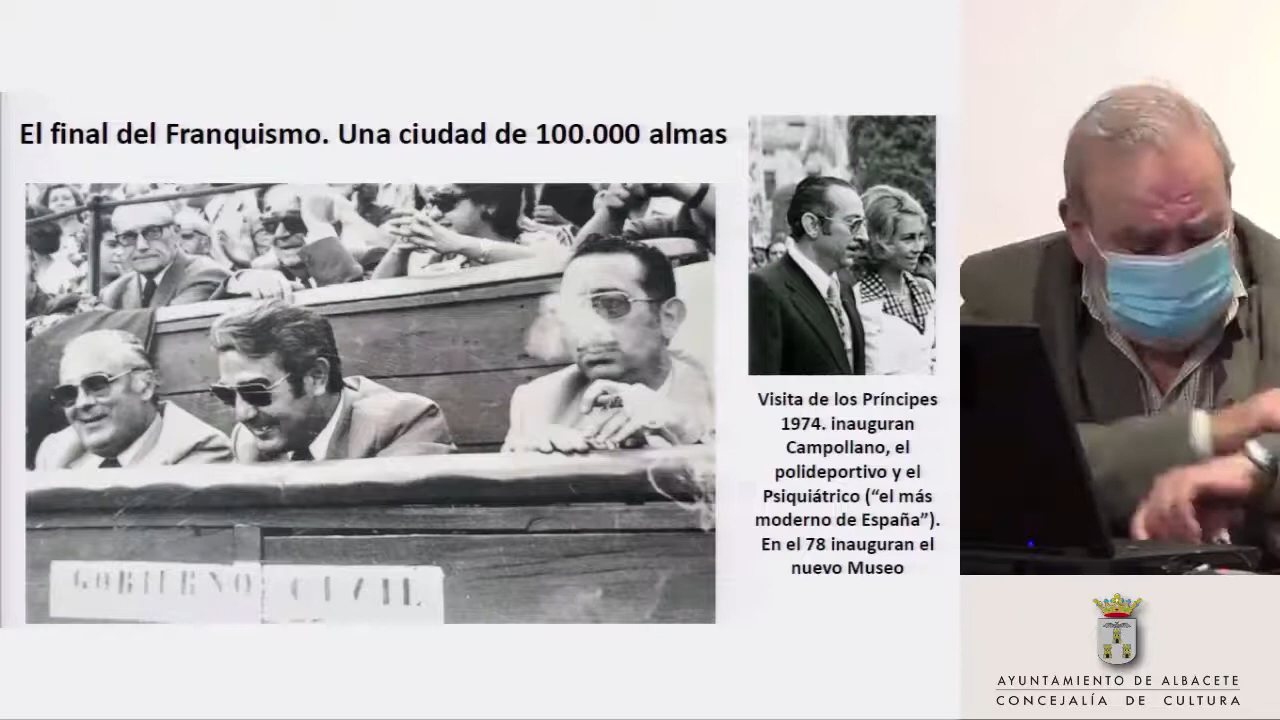 El final del Franquismo. Una ciudad de 100.000 almas
GOBIERNO CIVIL
Visita de los Príncipes
1974. inauguran
Campollano, el
polideportivo y el
Psiquiátrico (“el más
moderno de España”).
En el 78 inauguran el
nuevo Museo
AYUNTAMIENTO DE ALBACETE
CONCEJALÍA DE CULTURA